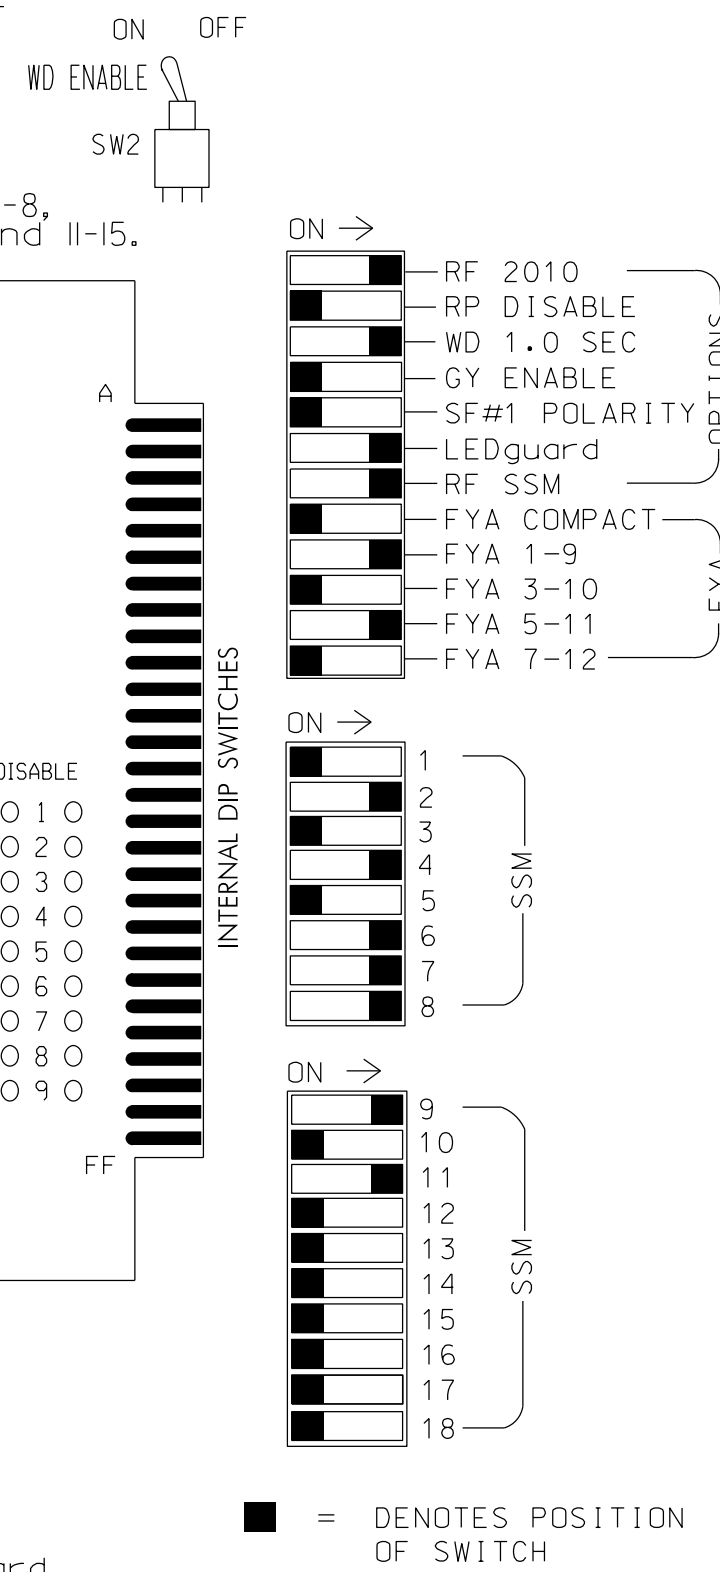 ON OFF
WD ENABLE
SW2
-8,
nd 11-15.
ON
RF 2010
RP DISABLE
WD 1.0 SEC
GY ENABLE
SF#1 POLARITY
LEDguard
RF SSM
OPTIONS
FYA COMPACT
FYA 1-9
FYA 3-10
FYA 5-11
FYA 7-12
FYA
A
FF
INTERNAL DIP SWITCHES
DISABLE
1
2
3
4
5
6
7
8
9
ON
1
2
3
4
5
6
7
8
SSM
ON
9
10
11
12
13
14
15
16
17
18
SSM
= DENOTES POSITION
OF SWITCH